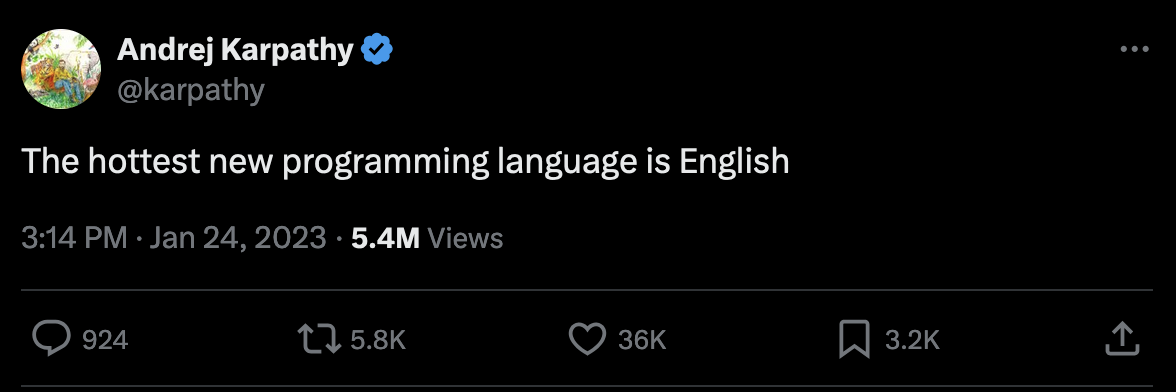 Andrej Karpathy
@karpathy
The hottest new programming language is English
3:14 PM · Jan 24, 2023 · 5.4M Views
924 5.8K 36K 3.2K